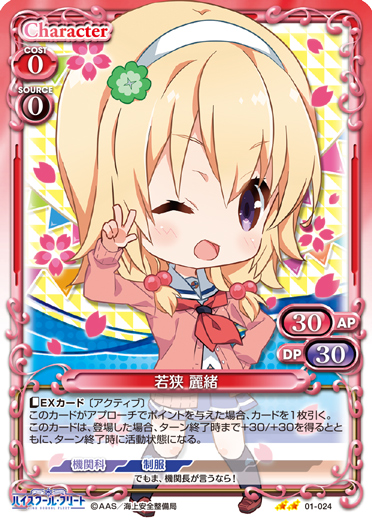 Character
COST
0
SOURCE
0
30 AP
DP 30
若狭 麗緒
EXカード〔アクティブ〕
このカードがアプローチでポイントを与えた場合、カードを1枚引く。
このカードは、登場した場合、ターン終了時まで+30/+30を得るとと
もに、ターン終了時に活動状態になる。
機関科 制服
でもま、機関長が言うなら!
ハイスクール・フリート
©AAS/海上安全整備局
01-024